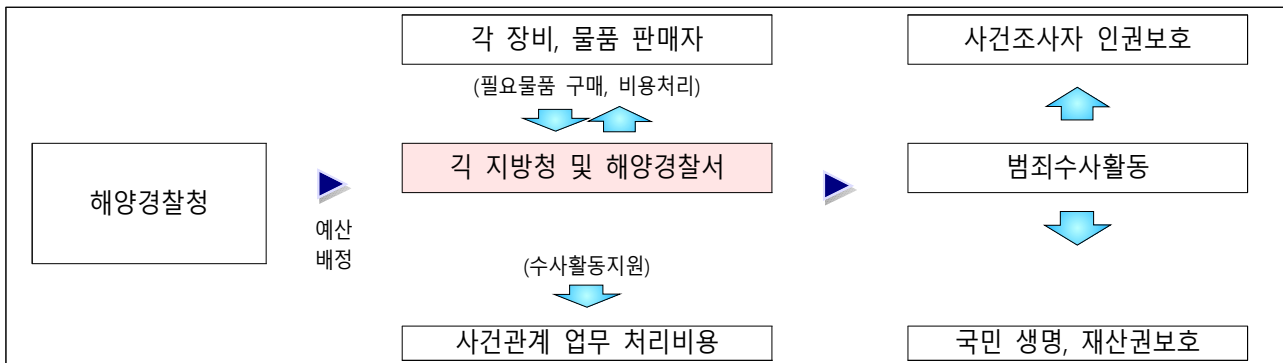 각 장비, 물품 판매자
사건조사자 인권보호
(필요물품 구매, 비용처리)
해양경찰청
예산
배정
긱 지방청 및 해양경찰서
범죄수사활동
(수사활동지원)
사건관계 업무 처리비용
국민 생명, 재산권보호